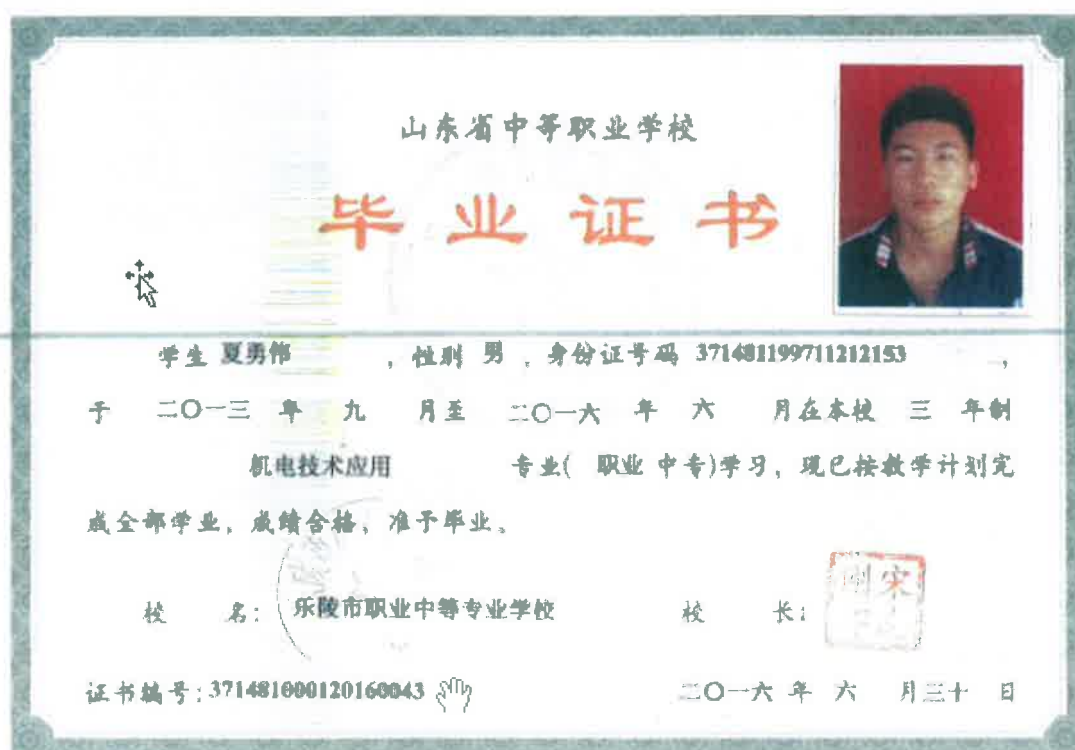 山东省中等职业学校
毕业证书
学生 夏勇伟 ，性别 男 ，身份证号码 371481199711212153 ，
于 二〇一三 年 九 月至 二〇一六 年 六 月在本校 三 年制
机电技术应用 专业( 职业 中专)学习，现已按教学计划完
成全部学业，成绩合格，准予毕业。
校 名： 乐陵市职业中等专业学校 校 长：
宋
证书编号：371481000120160043 二〇一六 年 六 月三十 日